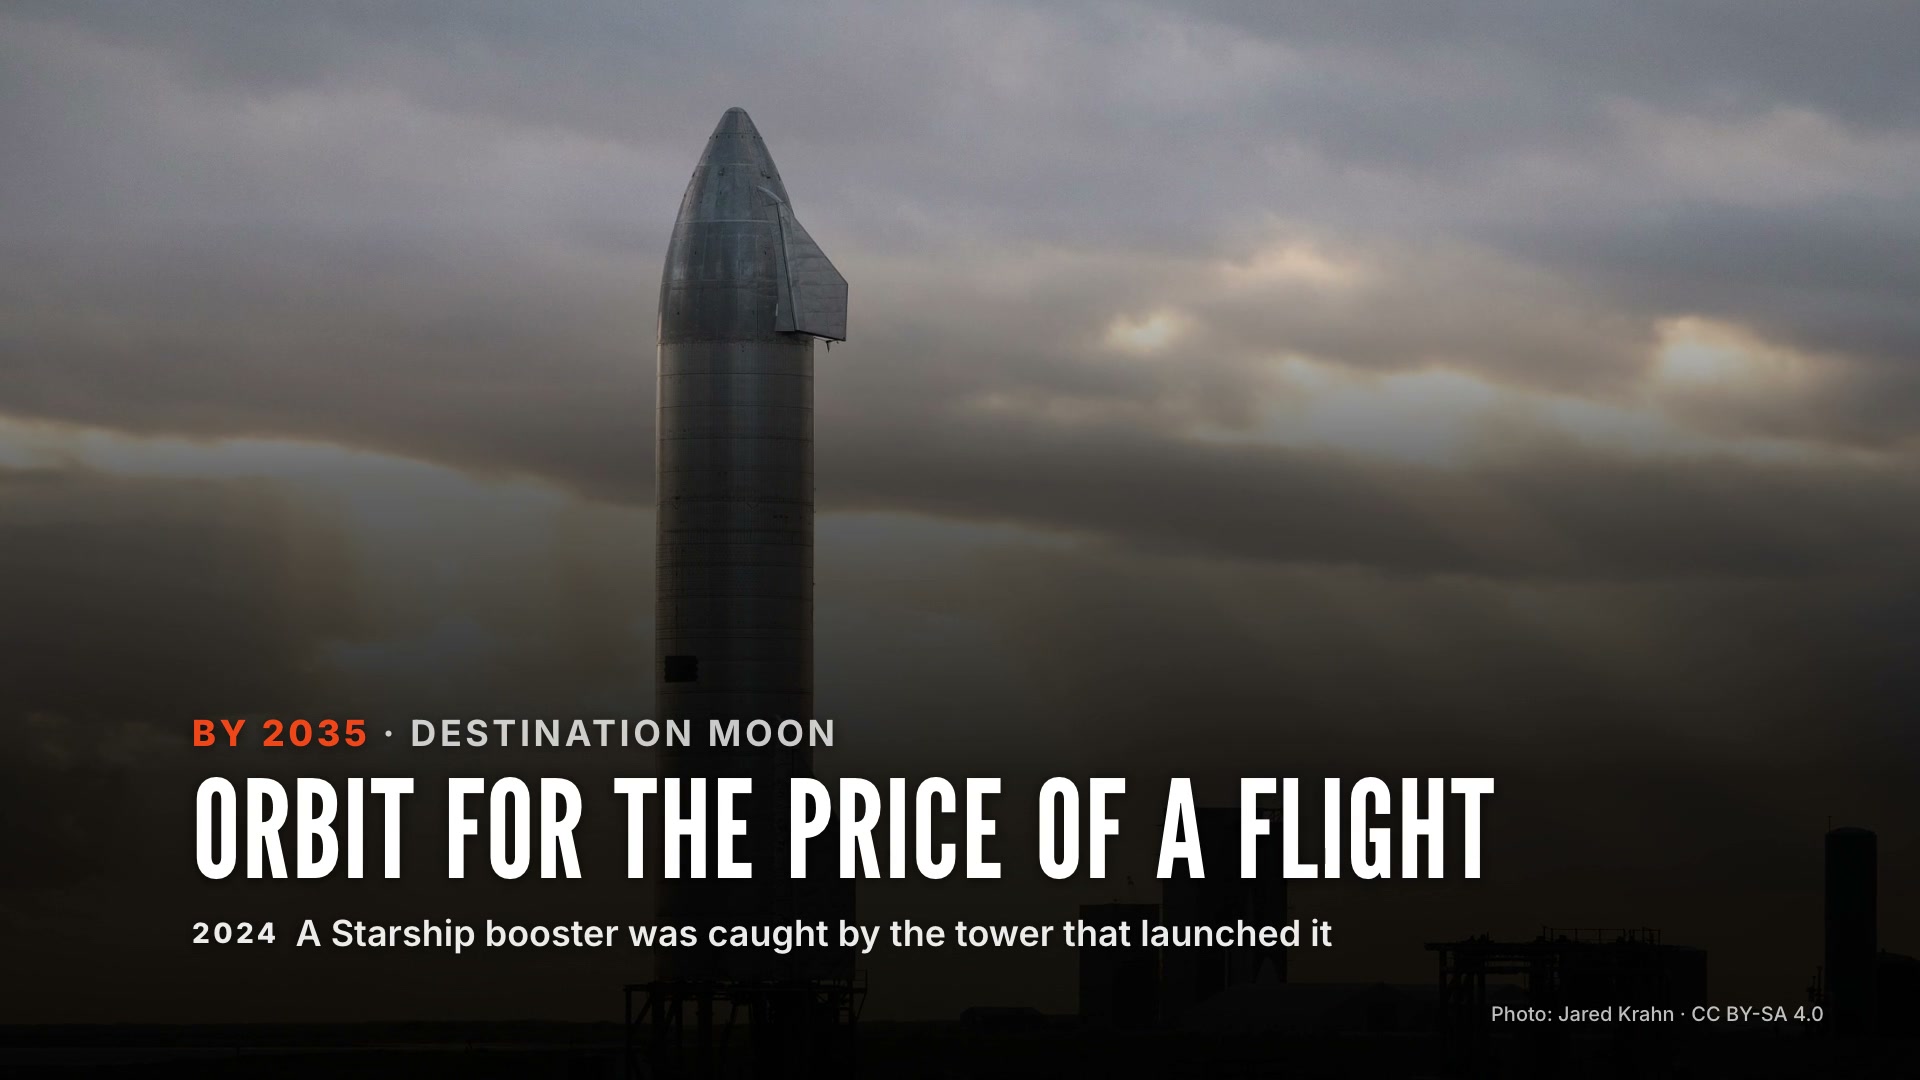 BY 2035 · DESTINATION MOON
ORBIT FOR THE PRICE OF A FLIGHT
2024 A Starship booster was caught by the tower that launched it
Photo: Jared Krahn · CC BY-SA 4.0